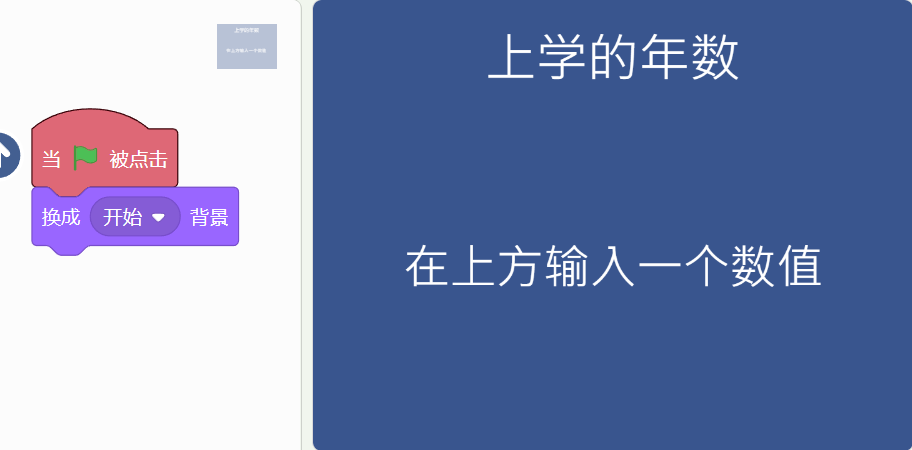 上学的年数
在上方输入一个数值
当 被点击
换成 开始 背景
上学的年数
在上方输入一个数值